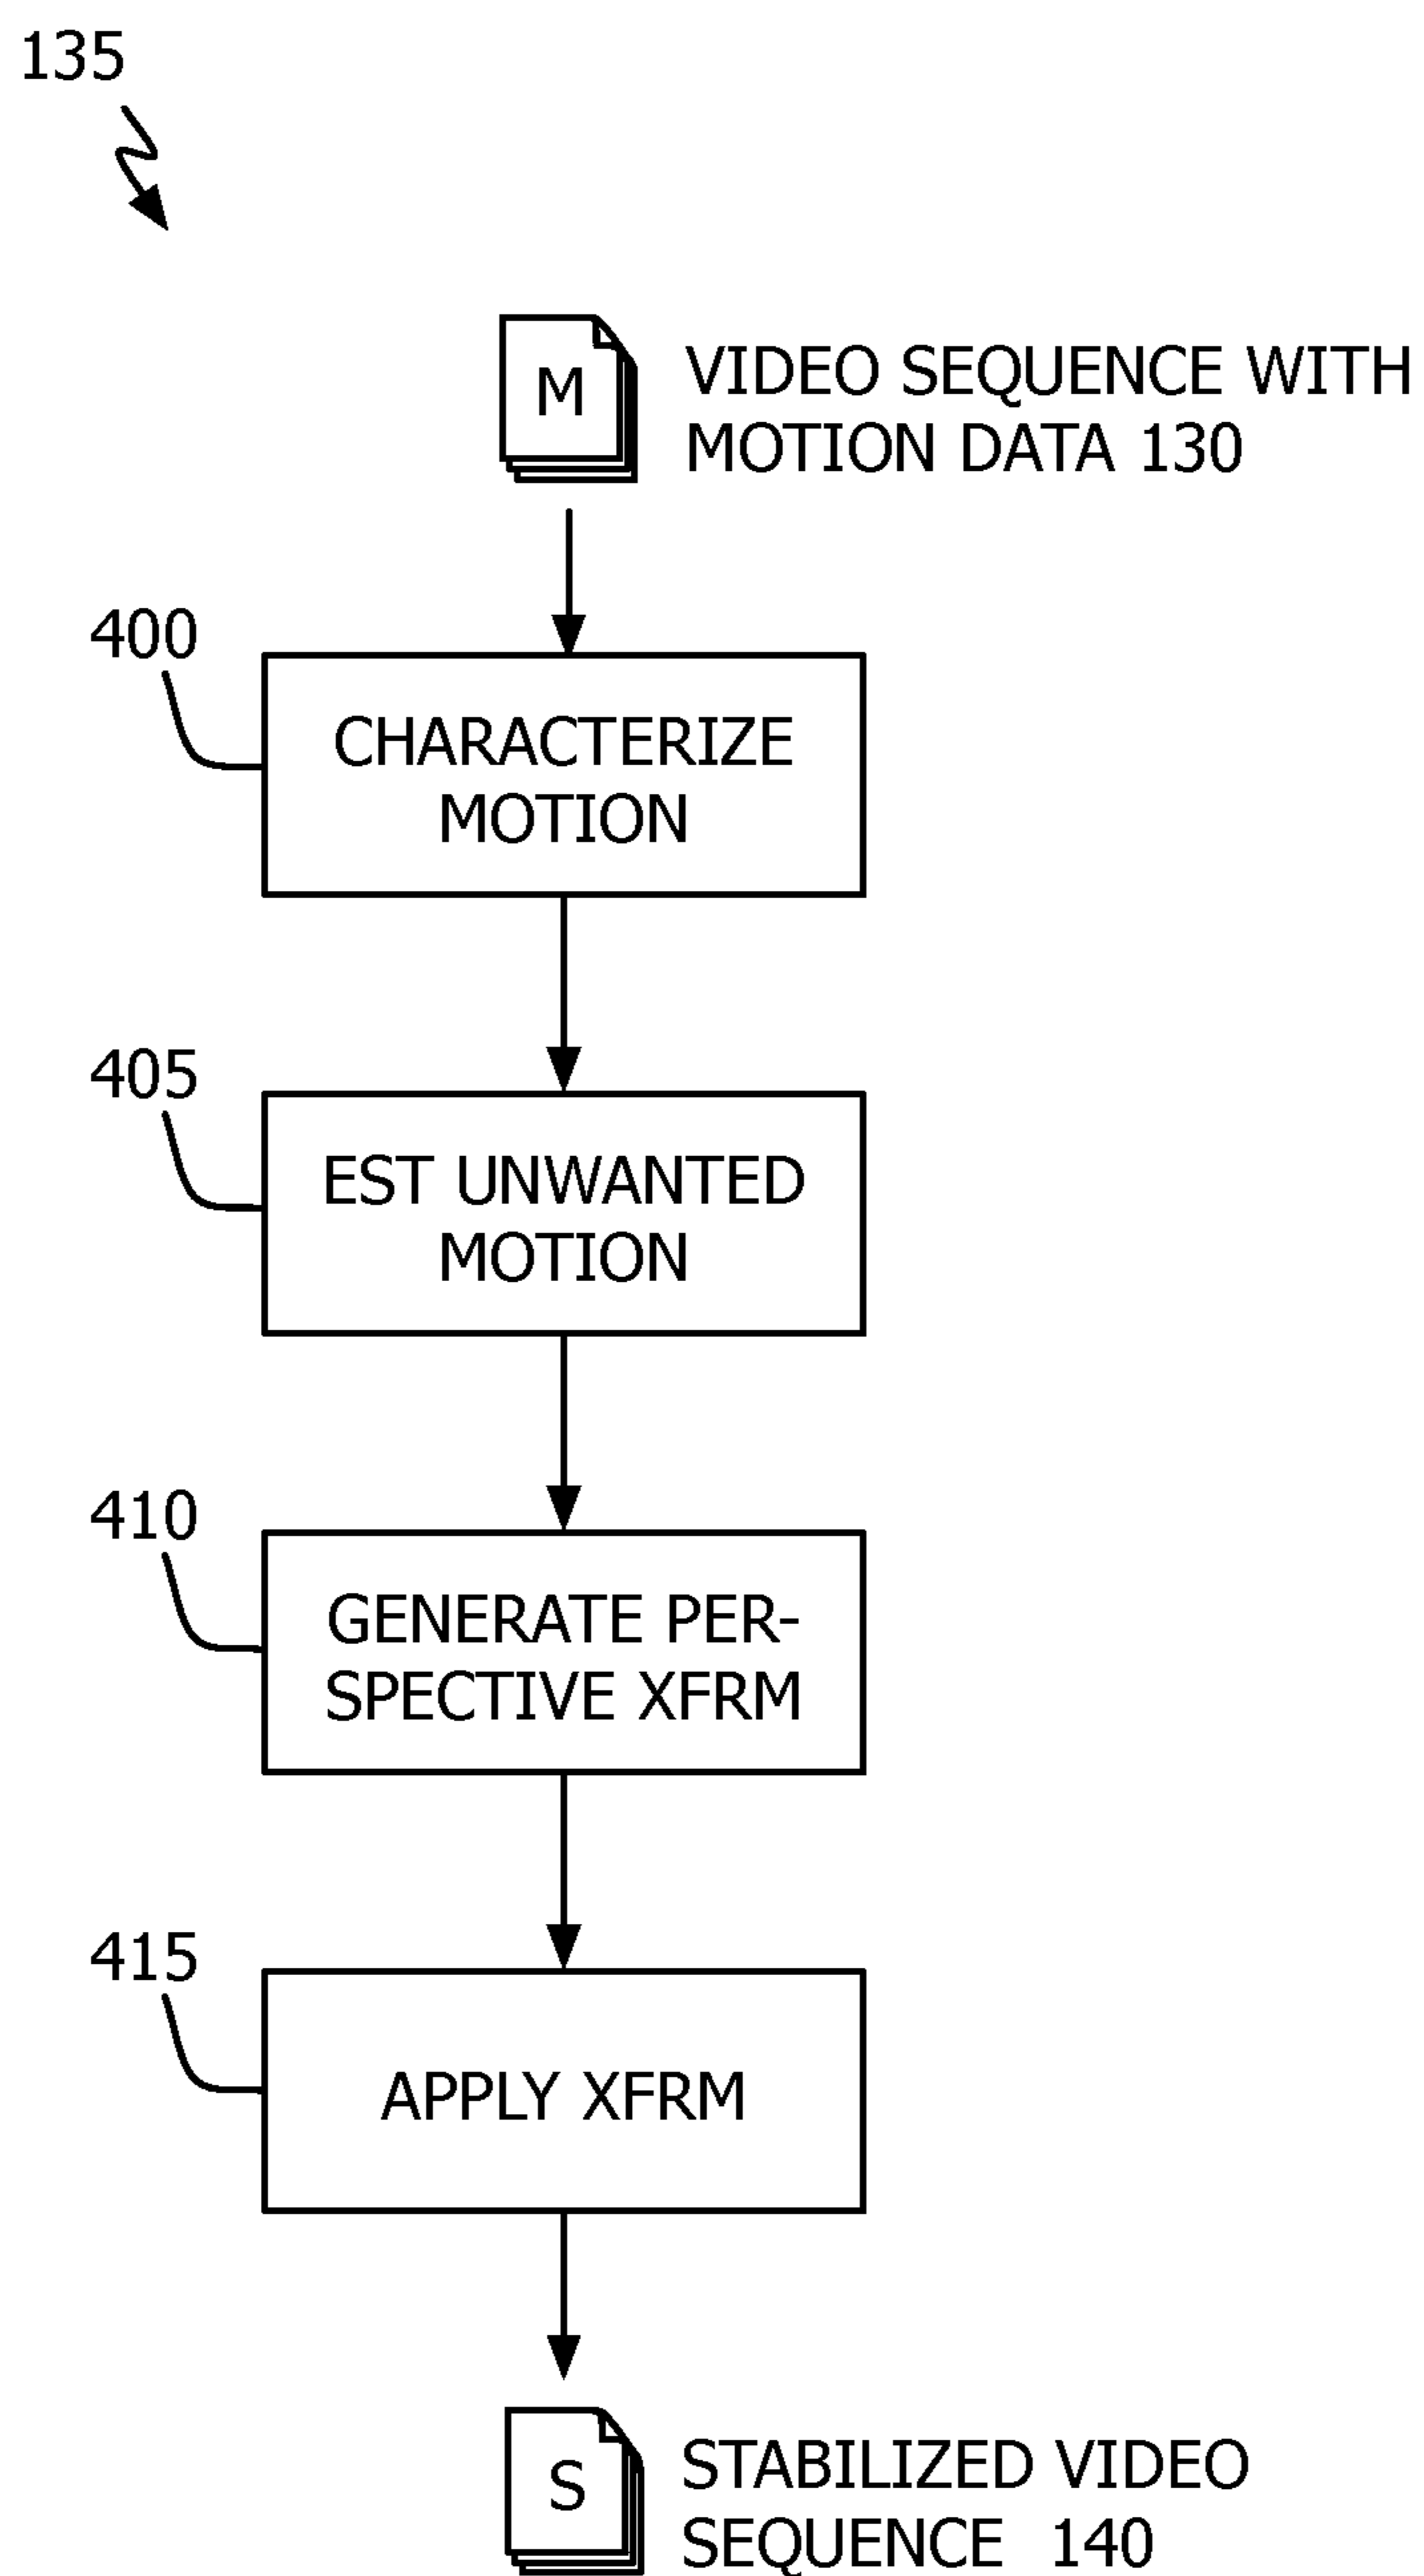 135
M
VIDEO SEQUENCE WITH
MOTION DATA 130
400
CHARACTERIZE
MOTION
405
EST UNWANTED
MOTION
410
GENERATE PER-
SPECTIVE XFRM
415
APPLY XFRM
S
STABILIZED VIDEO
SEQUENCE 140